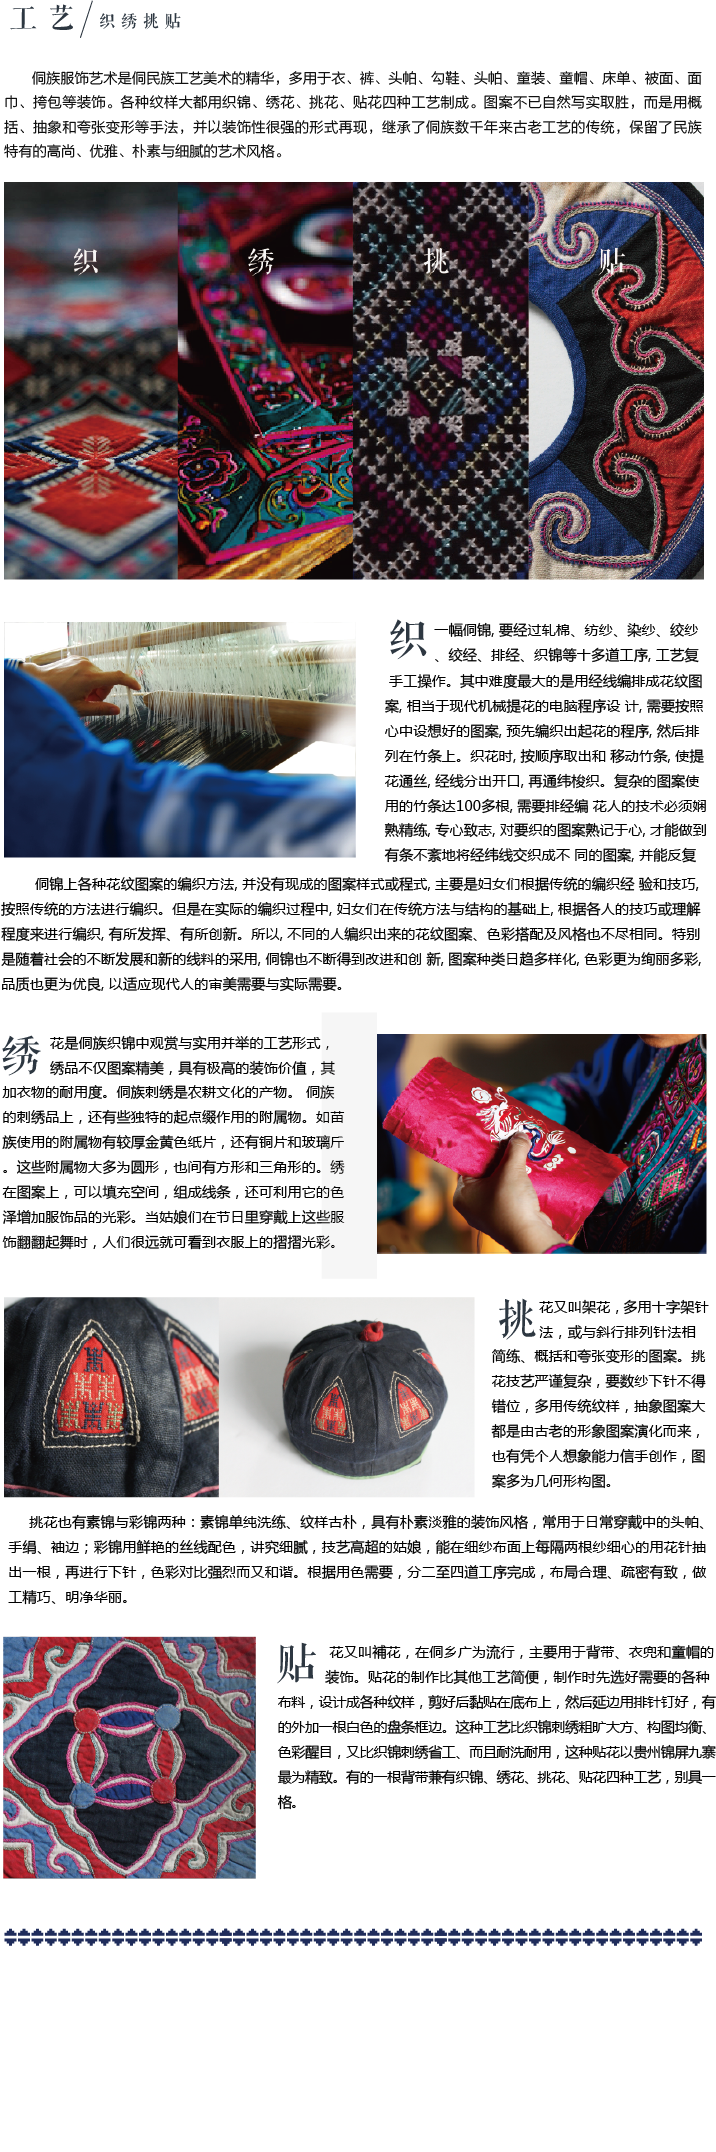 工艺/织绣挑贴
侗族服饰艺术是侗民族工艺美术的精华，多用于衣、裤、头帕、勾鞋、头帕、童装、童帽、床单、被面、面
巾、挎包等装饰。各种纹样大都用织锦、绣花、挑花、贴花四种工艺制成。图案不已自然写实取胜，而是用概
括、抽象和夸张变形等手法，并以装饰性很强的形式再现，继承了侗族数千年来古老工艺的传统，保留了民族
特有的高尚、优雅、朴素与细腻的艺术风格。
织 绣 挑 贴
织 一幅侗锦, 要经过轧棉、纺纱、染纱、绞纱
、绞经、排经、织锦等十多道工序, 工艺复
手工操作。其中难度最大的是用经线编排成花纹图
案, 相当于现代机械提花的电脑程序设 计, 需要按照
心中设想好的图案, 预先编织出起花的程序, 然后排
列在竹条上。织花时, 按顺序取出和 移动竹条, 使提
花通丝, 经线分出开口, 再通纬梭织。复杂的图案使
用的竹条达100多根, 需要排经编 花人的技术必须娴
熟精练, 专心致志, 对要织的图案熟记于心, 才能做到
有条不紊地将经纬线交织成不 同的图案, 并能反复
侗锦上各种花纹图案的编织方法, 并没有现成的图案样式或程式, 主要是妇女们根据传统的编织经 验和技巧,
按照传统的方法进行编织。但是在实际的编织过程中, 妇女们在传统方法与结构的基础上, 根据各人的技巧或理解
程度来进行编织, 有所发挥、有所创新。所以, 不同的人编织出来的花纹图案、色彩搭配及风格也不尽相同。特别
是随着社会的不断发展和新的线料的采用, 侗锦也不断得到改进和创 新, 图案种类日趋多样化, 色彩更为绚丽多彩,
品质也更为优良, 以适应现代人的审美需要与实际需要。
绣 花是侗族织锦中观赏与实用并举的工艺形式，
绣品不仅图案精美，具有极高的装饰价值，其
加衣物的耐用度。侗族刺绣是农耕文化的产物。 侗族
的刺绣品上，还有些独特的起点缀作用的附属物。如苗
族使用的附属物有较厚金黄色纸片，还有铜片和玻璃斤
。这些附属物大多为圆形，也间有方形和三角形的。绣
在图案上，可以填充空间，组成线条，还可利用它的色
泽增加服饰品的光彩。当姑娘们在节日里穿戴上这些服
饰翻翻起舞时，人们很远就可看到衣服上的摺摺光彩。
挑 花又叫架花，多用十字架针
法，或与斜行排列针法相
简练、概括和夸张变形的图案。挑
花技艺严谨复杂，要数纱下针不得
错位，多用传统纹样，抽象图案大
都是由古老的形象图案演化而来，
也有凭个人想象能力信手创作，图
案多为几何形构图。
挑花也有素锦与彩锦两种：素锦单纯洗练、纹样古朴，具有朴素淡雅的装饰风格，常用于日常穿戴中的头帕、
手绢、袖边；彩锦用鲜艳的丝线配色，讲究细腻，技艺高超的姑娘，能在细纱布面上每隔两根纱细心的用花针抽
出一根，再进行下针，色彩对比强烈而又和谐。根据用色需要，分二至四道工序完成，布局合理、疏密有致，做
工精巧、明净华丽。
贴 花又叫補花，在侗乡广为流行，主要用于背带、衣兜和童帽的
装饰。贴花的制作比其他工艺简便，制作时先选好需要的各种
布料，设计成各种纹样，剪好后黏贴在底布上，然后延边用排针钉好，有
的外加一根白色的盘条框边。这种工艺比织锦刺绣粗旷大方、构图均衡、
色彩醒目，又比织锦刺绣省工、而且耐洗耐用，这种贴花以贵州锦屏九寨
最为精致。有的一根背带兼有织锦、绣花、挑花、贴花四种工艺，别具一
格。